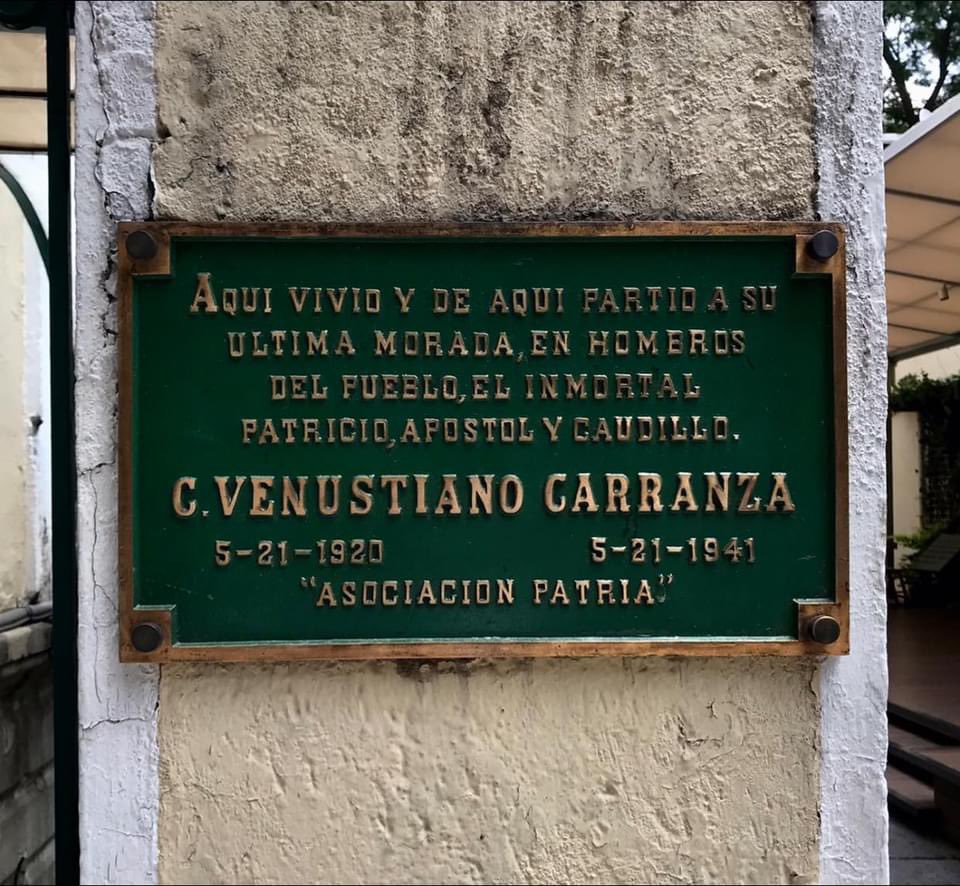 AQUI VIVIO Y DE AQUI PARTIO A SU
ULTIMA MORADA, EN HOMBROS
DEL PUEBLO, EL INMORTAL
PATRICIO, APOSTOL Y CAUDILLO.
C. VENUSTIANO CARRANZA
5-21-1920 5-21-1941
"ASOCIACION PATRIA"